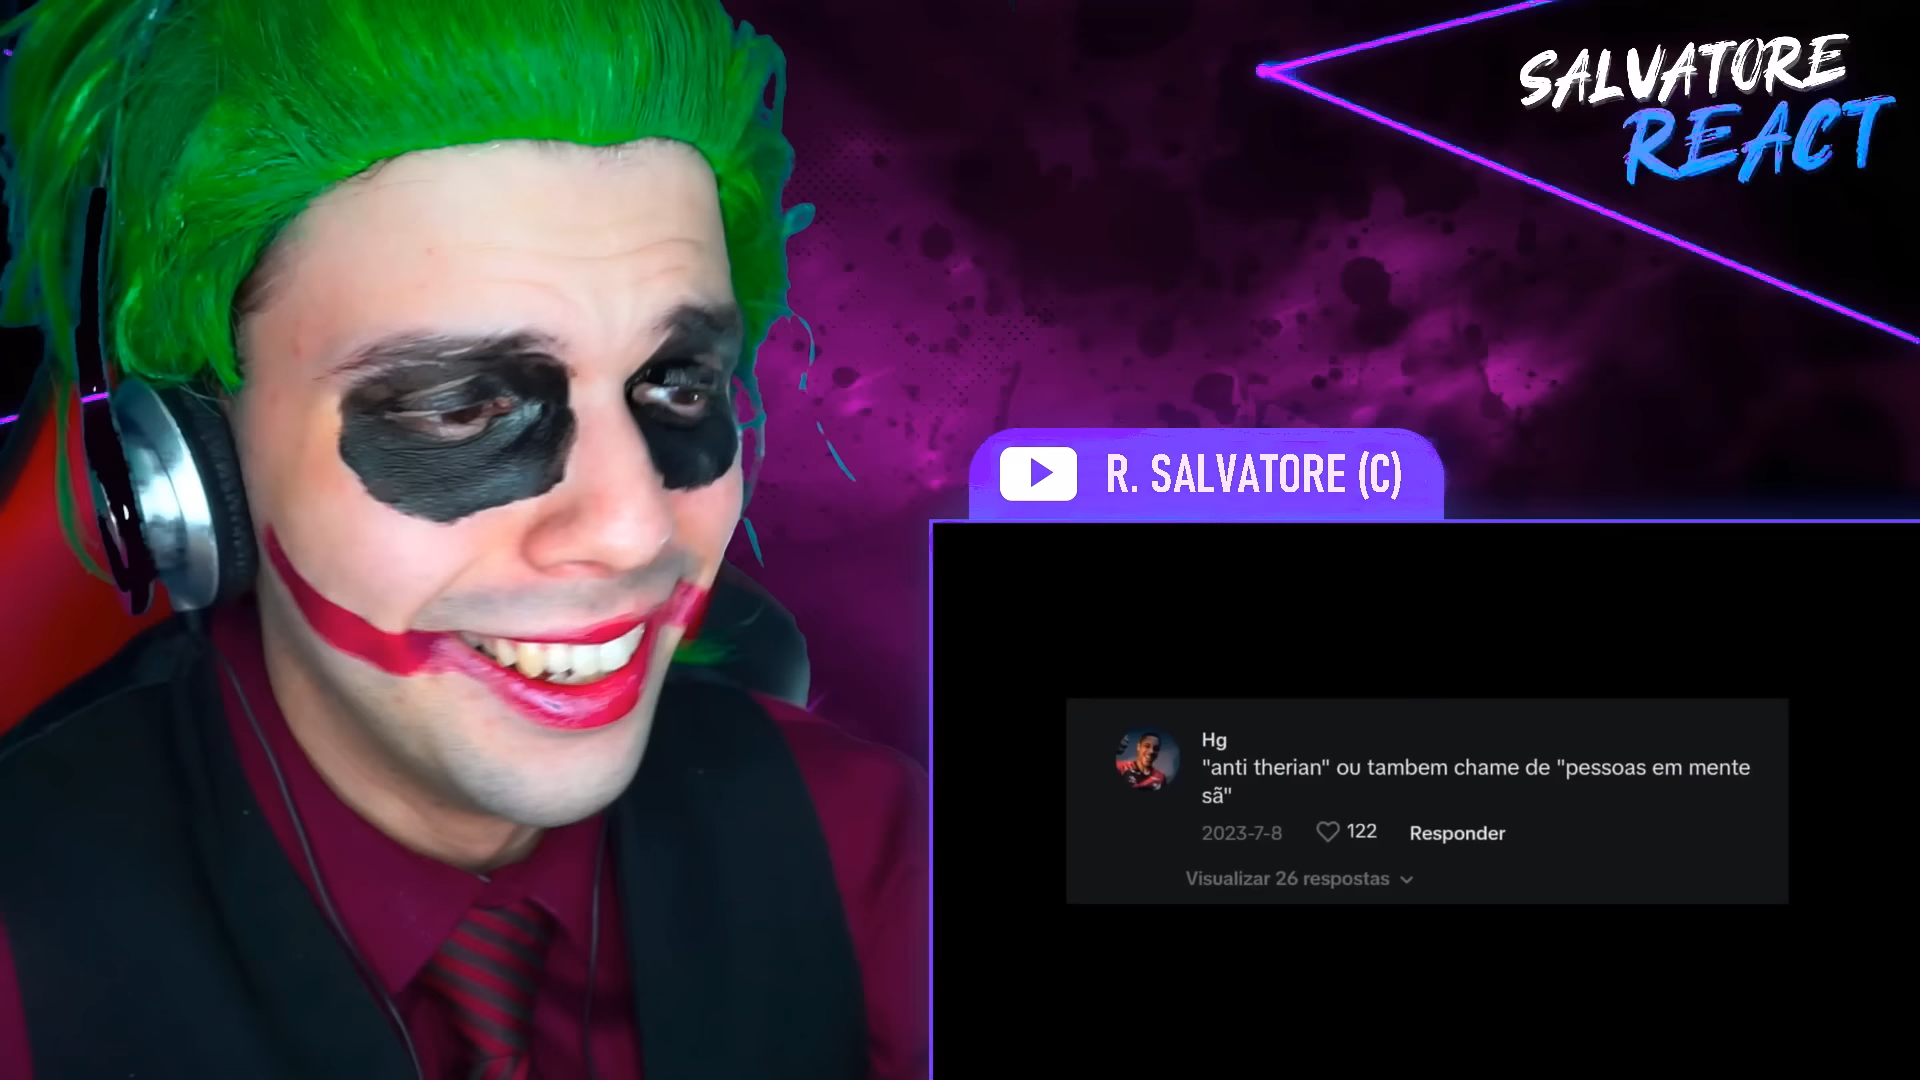 SALVATORE
REACT
R. SALVATORE (C)
Hg
"anti therian" ou tambem chame de "pessoas em mente
sã"
2023-7-8 122 Responder
Visualizar 26 respostas